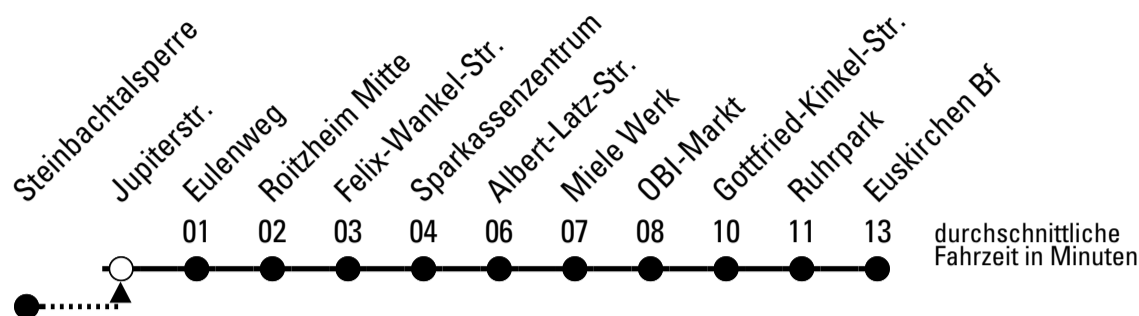 Steinbachtalsperre
Jupiterstr.
Eulenweg
Roitzheim Mitte
Felix-Wankel-Str.
Sparkassenzentrum
Albert-Latz-Str.
Miele Werk
OBI-Markt
Gottfried-Kinkel-Str.
Ruhrpark
Euskirchen Bf
01 02 03 04 06 07 08 10 11 13
durchschnittliche
Fahrzeit in Minuten